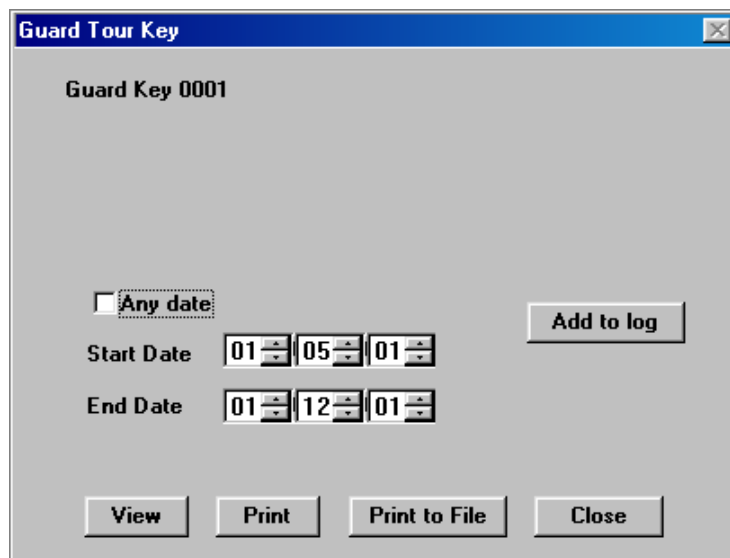 Guard Tour Key
Guard Key 0001
Any date
Add to log
Start Date 01 05 01
End Date 01 12 01
View Print Print to File Close